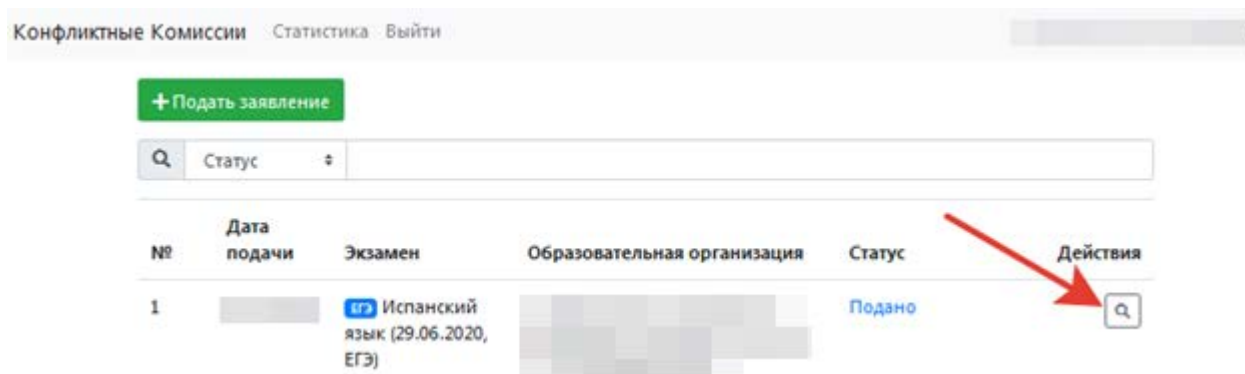 Конфликтные Комиссии Статистика Выйти
+Подать заявление
Статус
№ Дата подачи Экзамен Образовательная организация Статус Действия
1 ЕГЭ Испанский Подано
язык (29.06.2020,
ЕГЭ)